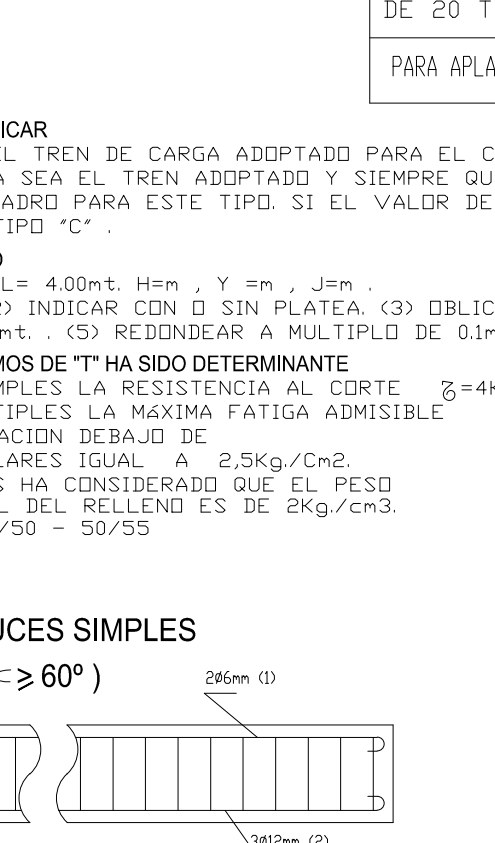 DE 20 T
PARA APLA
ICAR
EL TREN DE CARGA ADOPTADO PARA EL C
A SEA EL TREN ADOPTADO Y SIEMPRE QU
ADRO PARA ESTE TIPO. SI EL VALOR DE
TIPO "C" .
L= 4.00mt. H=m , Y =m , J=m .
2) INDICAR CON O SIN PLATEA. (3) OBLIC
mt. . (5) REDONDEAR A MULTIPLO DE 0.1m
MOS DE "T" HA SIDO DETERMINANTE
MPLES LA RESISTENCIA AL CORTE =4K
TIPLES LA MáXIMA FATIGA ADMISIBLE
ACION DEBAJO DE
LARES IGUAL A 2,5Kg./Cm2.
S HA CONSIDERADO QUE EL PESO
L DEL RELLENO ES DE 2Kg./cm3.
/50 - 50/55
UCES SIMPLES
⩾ 60º )
2Ø6mm (1)
3Ø12mm (2)